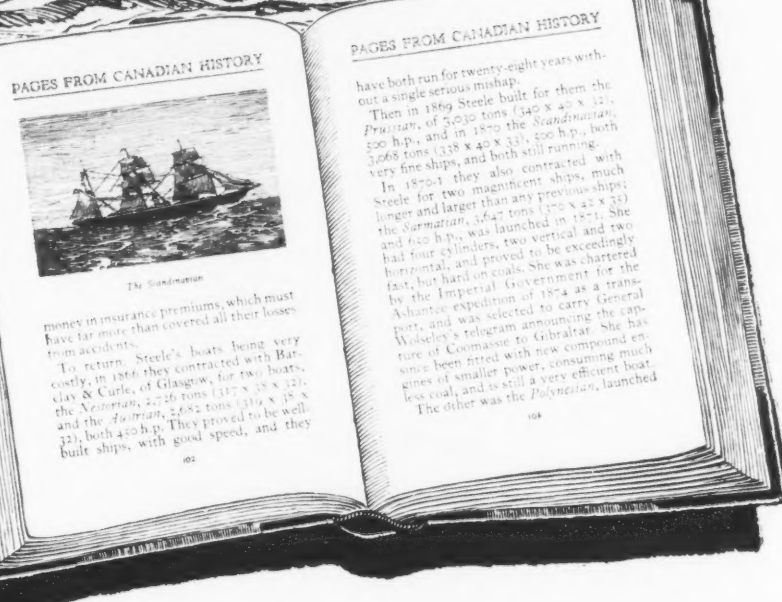 PAGES FROM CANADIAN HISTORY
The Scandinavian
money in insurance premiums, which must
have far more than covered all their losses
from accidents.
To return. Steele's boats being very
costly, in 1866 they contracted with Bar-
clay & Curle, of Glasgow, for two boats,
the Nestorian, 2,726 tons (317 x 38 x 32),
and the Austrian, 2,682 tons (319 x 38 x
32), both 450 h.p. They proved to be well-
built ships, with good speed, and they
102
PAGES FROM CANADIAN HISTORY
have both run for twenty-eight years with-
out a single serious mishap.
Then in 1869 Steele built for them the
Prussian, of 3,030 tons (340 x 40 x 32),
500 h.p., and in 1870 the Scandinavian,
3,068 tons (338 x 40 x 33), 500 h.p., both
very fine ships, and both still running.
In 1870-1 they also contracted with
Steele for two magnificent ships, much
longer and larger than any previous ships;
the Sarmatian, 3,647 tons (370 x 42 x 35)
and 600 h.p., was launched in 1871. She
had four cylinders, two vertical and two
horizontal, and proved to be exceedingly
fast, but hard on coals. She was chartered
by the Imperial Government for the
Ashantee expedition of 1874 as a trans-
port, and was selected to carry General
Wolseley's telegram announcing the cap-
ture of Coomassie to Gibraltar. She has
since been fitted with new compound en-
gines of smaller power, consuming much
less coal, and is still a very efficient boat.
The other was the Polynesian, launched